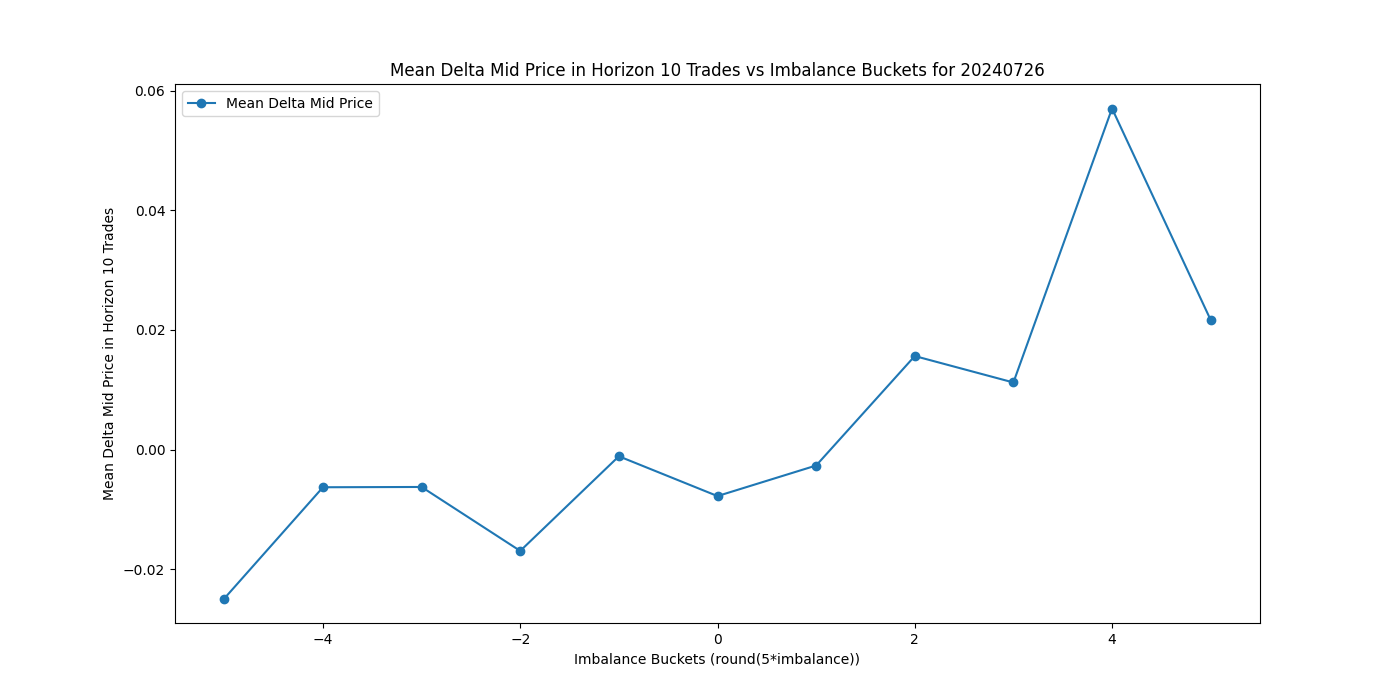 Mean Delta Mid Price in Horizon 10 Trades vs Imbalance Buckets for 20240726
Mean Delta Mid Price
Mean Delta Mid Price in Horizon 10 Trades
0.06
0.04
0.02
0.00
−0.02
−4
−2
0
2
4
Imbalance Buckets (round(5*imbalance))